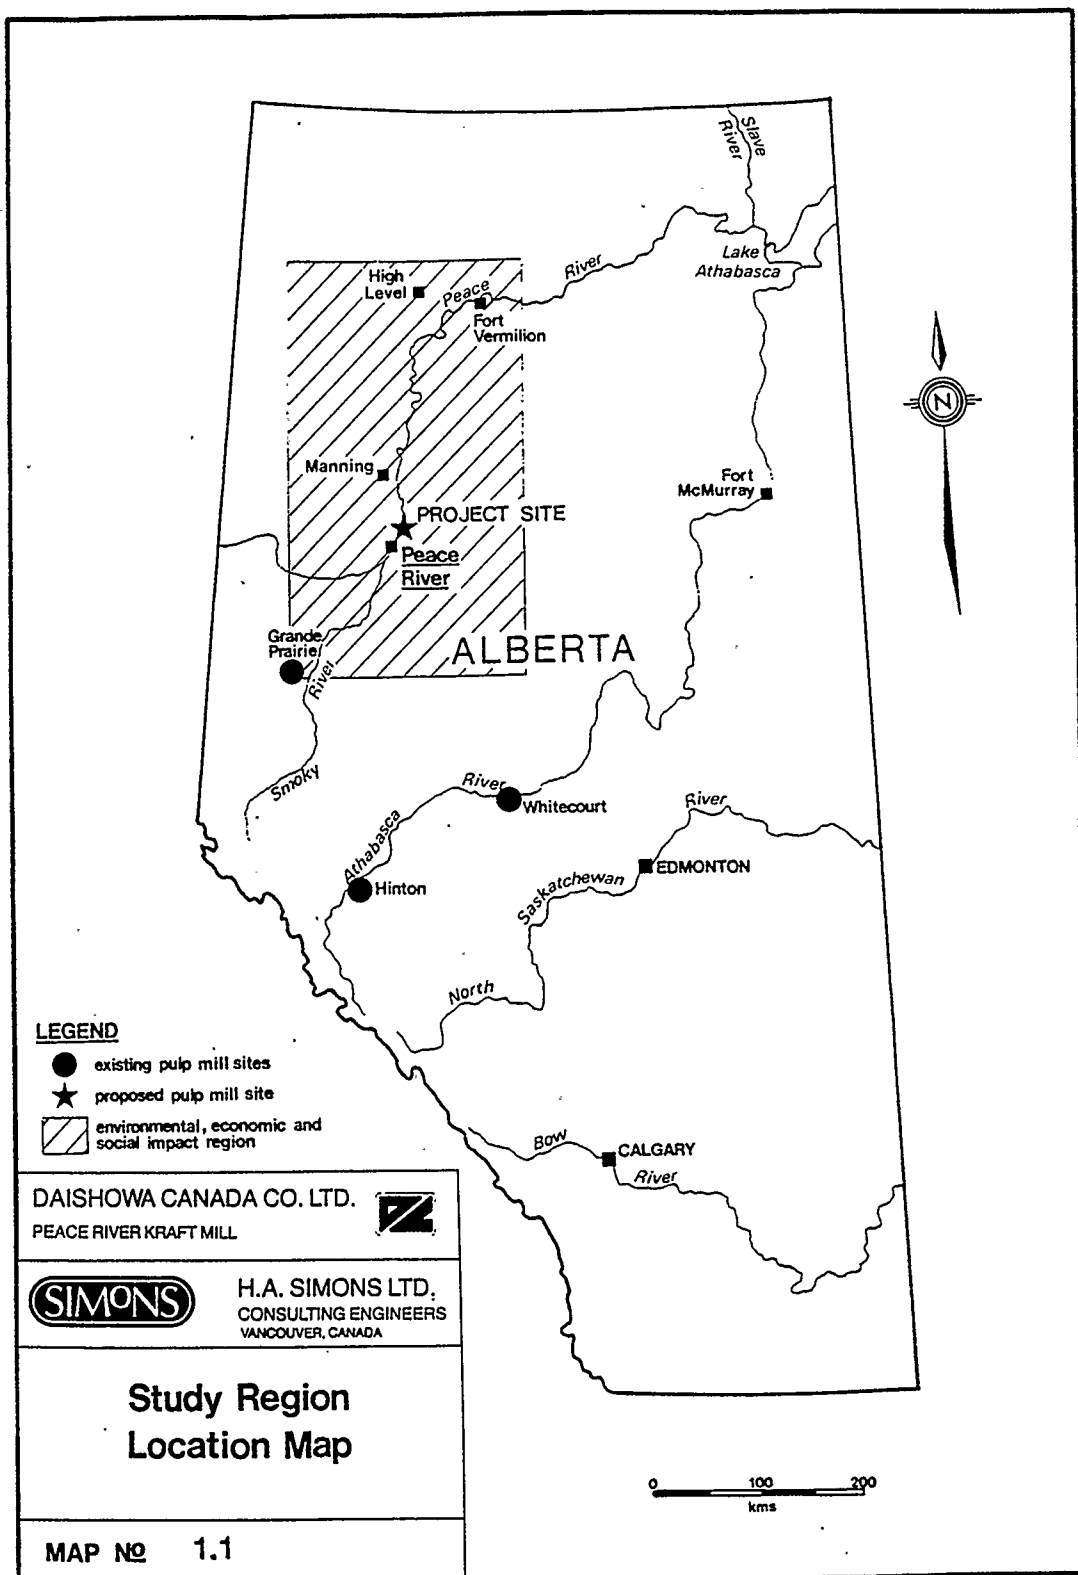 Slave
River
Lake
Athabasca
River
Peace
High
Level
Fort
Vermilion
N
Manning
Fort
McMurray
PROJECT SITE
Peace
River
Grande
Prairie
ALBERTA
River
Smoky
River
Whitecourt
Athabasca
Hinton
River
EDMONTON
Saskatchewan
North
LEGEND
existing pulp mill sites
proposed pulp mill site
environmental, economic and
social impact region
Bow
CALGARY
River
DAISHOWA CANADA CO. LTD.
PEACE RIVER KRAFT MILL
SIMONS
H.A. SIMONS LTD.
CONSULTING ENGINEERS
VANCOUVER, CANADA
Study Region
Location Map
0 100 200
kms
MAP Nº 1.1